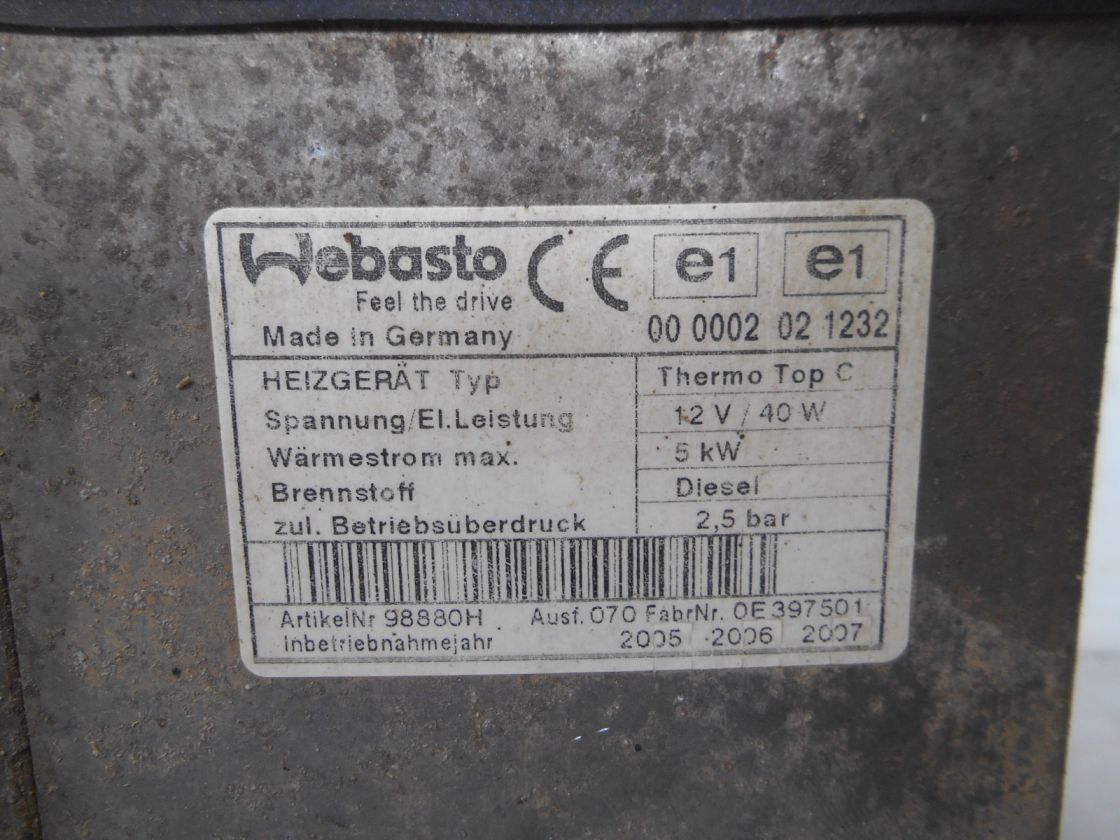 Webasto CE e1 e1
Feel the drive
Made in Germany 00 0002 02 1232
HEIZGERÄT Typ Thermo Top C
Spannung/El.Leistung 12 V / 40 W
Wärmestrom max. 5 kW
Brennstoff Diesel
zul. Betriebsüberdruck 2,5 bar
ArtikelNr 98880H Ausf. 070 FabrNr. 0E397501
Inbetriebnahmejahr 2005 2006 2007